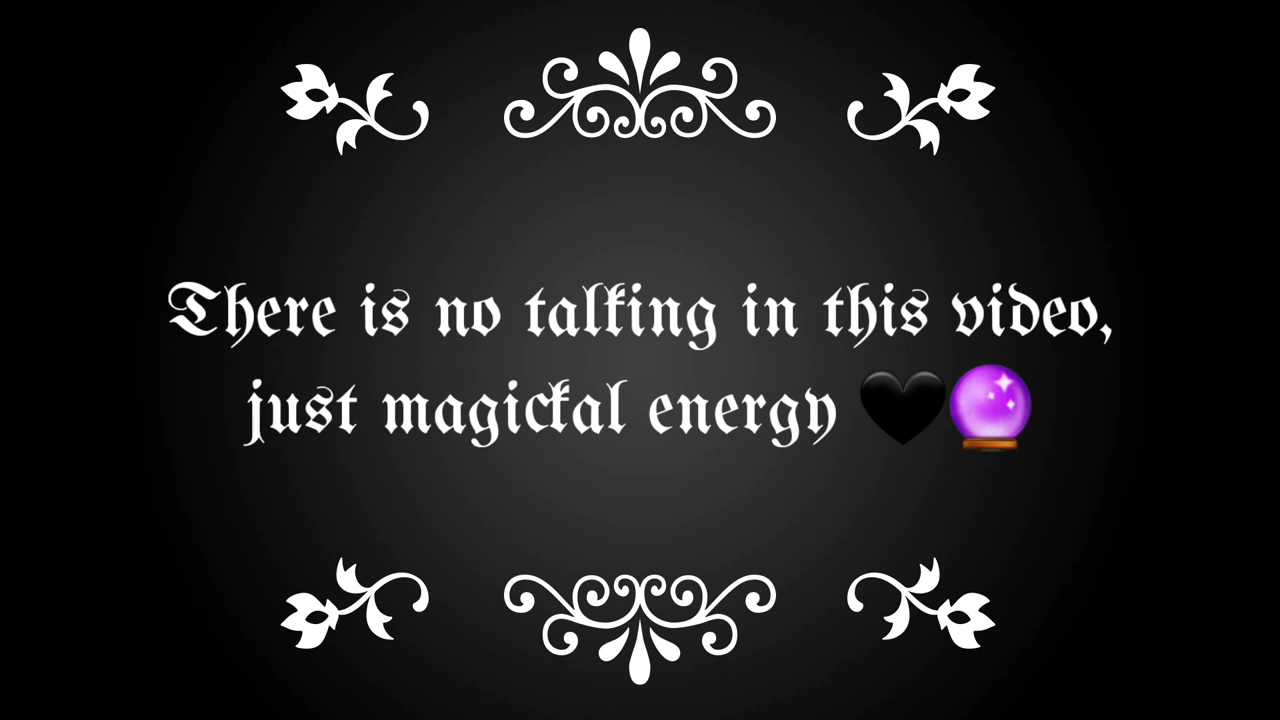 There is no talking in this video,
just magickal energy 🖤🔮